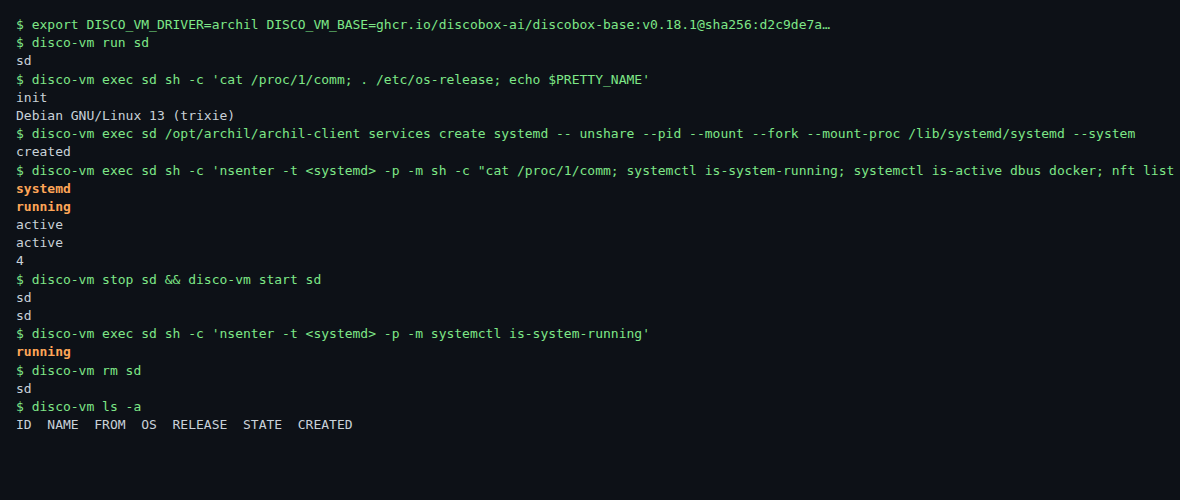 $ export DISCO_VM_DRIVER=archil DISCO_VM_BASE=ghcr.io/discobox-ai/discobox-base:v0.18.1@sha256:d2c9de7a…
$ disco-vm run sd
sd
$ disco-vm exec sd sh -c 'cat /proc/1/comm; . /etc/os-release; echo $PRETTY_NAME'
init
Debian GNU/Linux 13 (trixie)
$ disco-vm exec sd /opt/archil/archil-client services create systemd -- unshare --pid --mount --fork --mount-proc /lib/systemd/systemd --system
created
$ disco-vm exec sd sh -c 'nsenter -t <systemd> -p -m sh -c "cat /proc/1/comm; systemctl is-system-running; systemctl is-active dbus docker; nft list
systemd
running
active
active
4
$ disco-vm stop sd && disco-vm start sd
sd
sd
$ disco-vm exec sd sh -c 'nsenter -t <systemd> -p -m systemctl is-system-running'
running
$ disco-vm rm sd
sd
$ disco-vm ls -a
ID  NAME  FROM  OS  RELEASE  STATE  CREATED